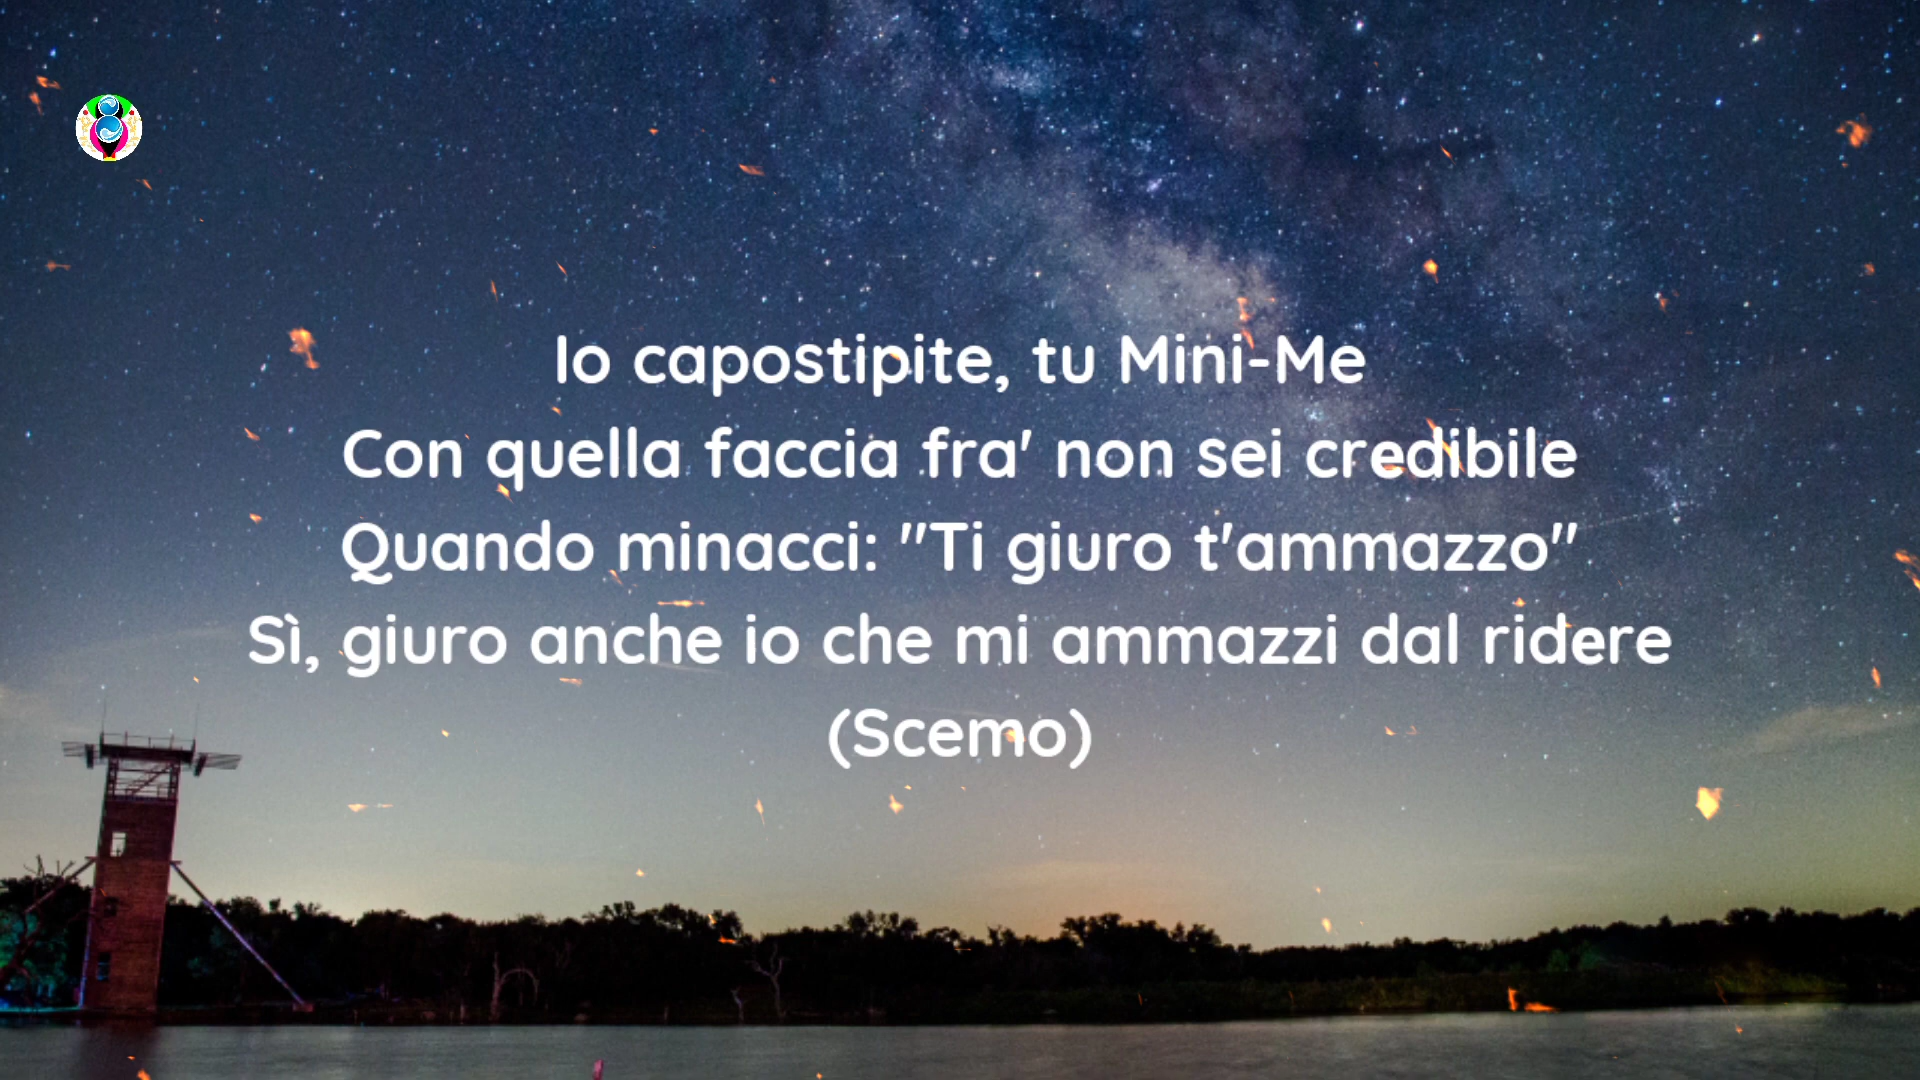 Io capostipite, tu Mini-Me
Con quella faccia fra' non sei credibile
Quando minacci: "Ti giuro t'ammazzo"
Sì, giuro anche io che mi ammazzi dal ridere
(Scemo)